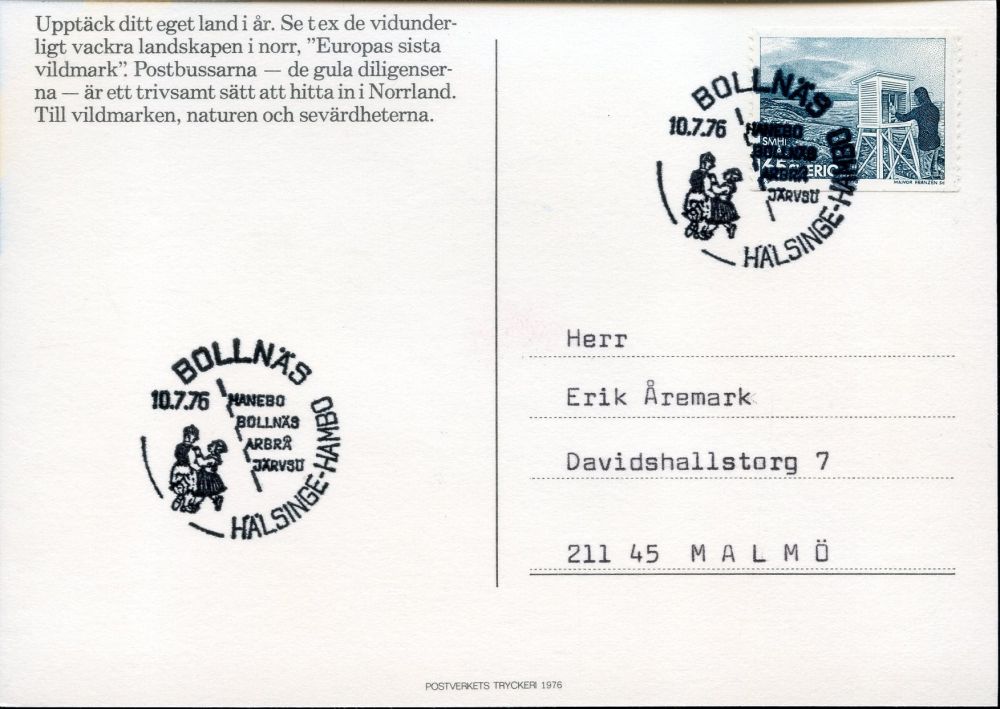 Upptäck ditt eget land i år. Se t ex de vidunder-
ligt vackra landskapen i norr, ”Europas sista
vildmark”. Postbussarna — de gula diligenser-
na — är ett trivsamt sätt att hitta in i Norrland.
Till vildmarken, naturen och sevärdheterna.
BOLLNÄS
10.7.76
HANEBO
BOLLNÄS
ARBRÅ
JÄRVSÖ
HÄLSINGE-HAMBO
SMHI
SVERIGE
MAJVOR FRANZÉN SC
Herr
Erik Åremark
Davidshallstorg 7
211 45 MALMÖ
BOLLNÄS
10.7.76
HANEBO
BOLLNÄS
ARBRÅ
JÄRVSÖ
HÄLSINGE-HAMBO
POSTVERKETS TRYCKERI 1976